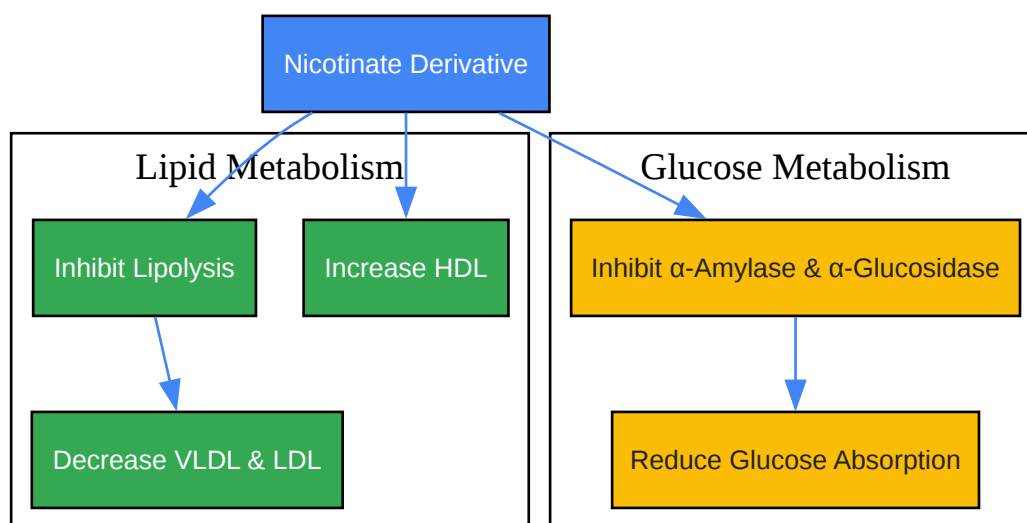 Nicotinate Derivative
Lipid Metabolism
Glucose Metabolism
Inhibit Lipolysis
Increase HDL
Inhibit α-Amylase & α-Glucosidase
Decrease VLDL & LDL
Reduce Glucose Absorption